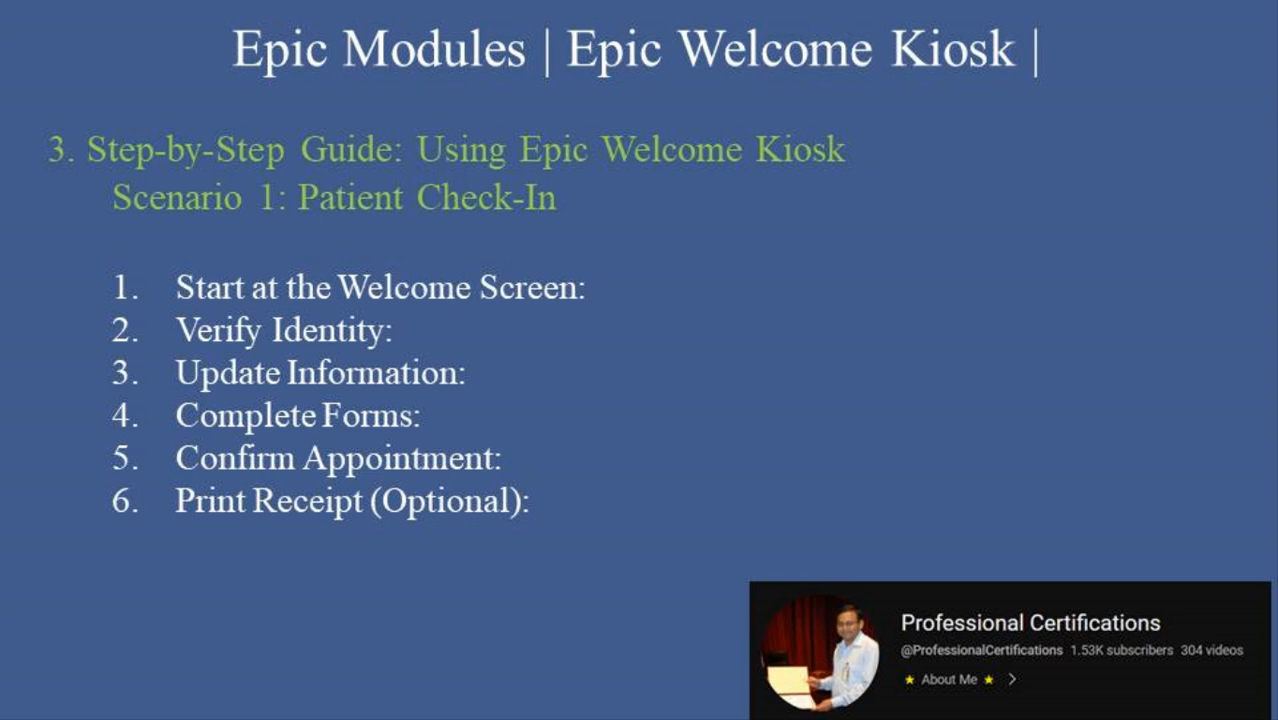 Epic Modules | Epic Welcome Kiosk |
3. Step-by-Step Guide: Using Epic Welcome Kiosk
Scenario 1: Patient Check-In
1. Start at the Welcome Screen:
2. Verify Identity:
3. Update Information:
4. Complete Forms:
5. Confirm Appointment:
6. Print Receipt (Optional):
Professional Certifications
@ProfessionalCertifications 1.53K subscribers 304 videos
★ About Me ★ >